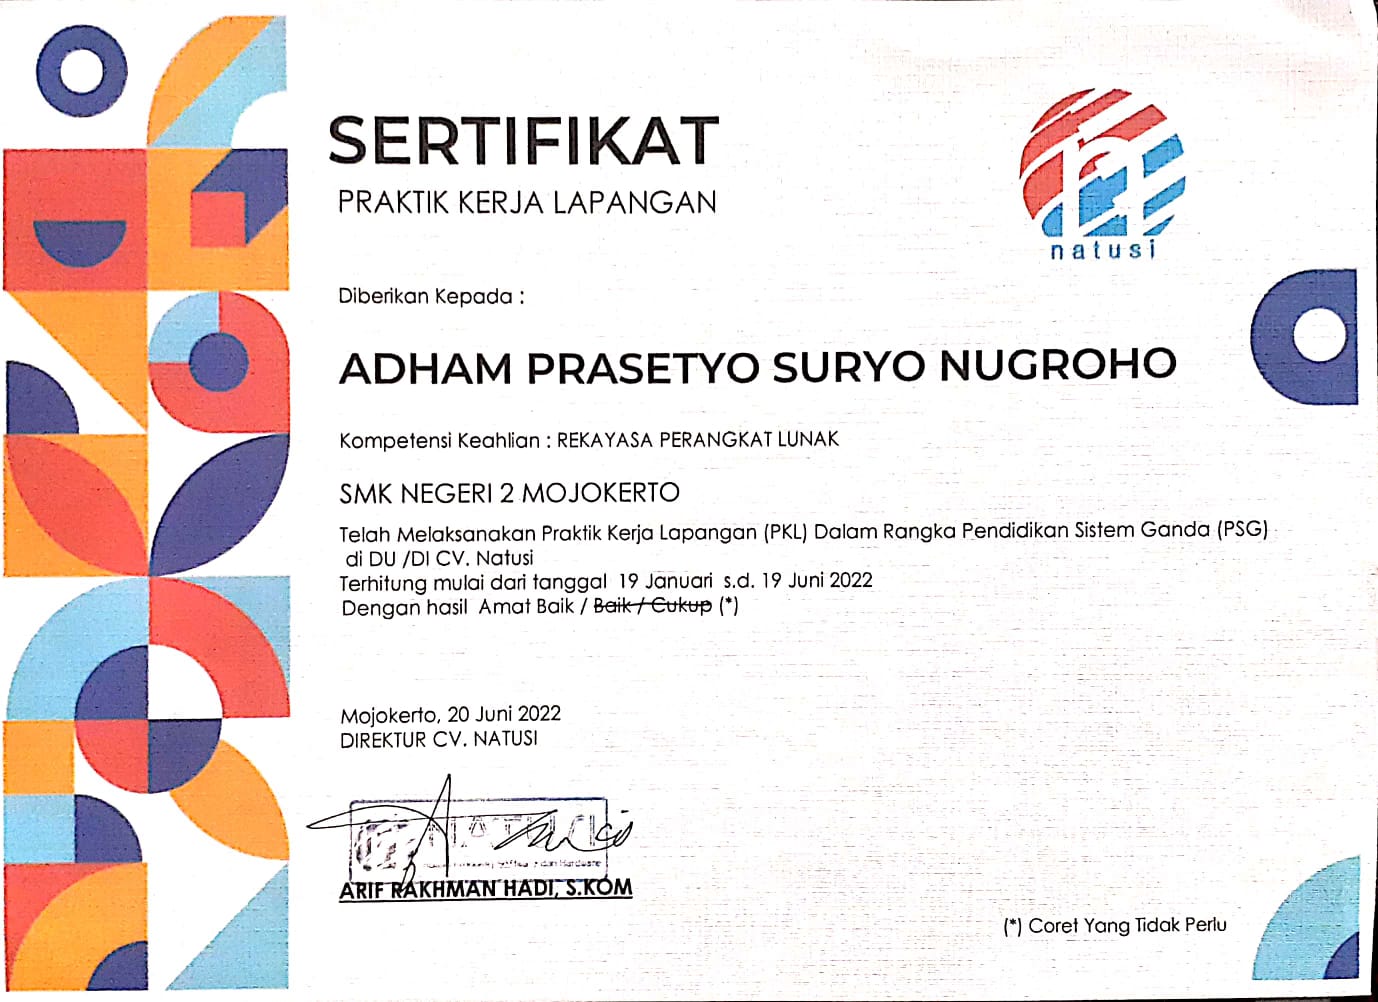 SERTIFIKAT
PRAKTIK KERJA LAPANGAN
natusi
Diberikan Kepada :
ADHAM PRASETYO SURYO NUGROHO
Kompetensi Keahlian : REKAYASA PERANGKAT LUNAK
SMK NEGERI 2 MOJOKERTO
Telah Melaksanakan Praktik Kerja Lapangan (PKL) Dalam Rangka Pendidikan Sistem Ganda (PSG)
di DU /DI CV. Natusi
Terhitung mulai dari tanggal 19 Januari s.d. 19 Juni 2022
Dengan hasil Amat Baik / Baik / Cukup (*)
Mojokerto, 20 Juni 2022
DIREKTUR CV. NATUSI
ARIF RAKHMAN HADI, S.KOM
(*) Coret Yang Tidak Perlu